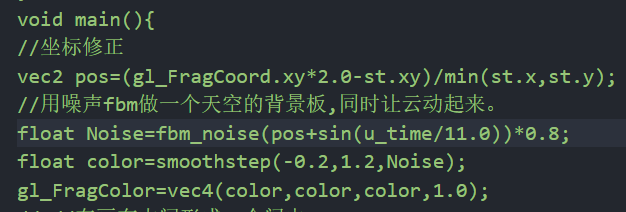 void main(){
//坐标修正
vec2 pos=(gl_FragCoord.xy*2.0-st.xy)/min(st.x,st.y);
//用噪声fbm做一个天空的背景板,同时让云动起来。
float Noise=fbm_noise(pos+sin(u_time/11.0))*0.8;
float color=smoothstep(-0.2,1.2,Noise);
gl_FragColor=vec4(color,color,color,1.0);